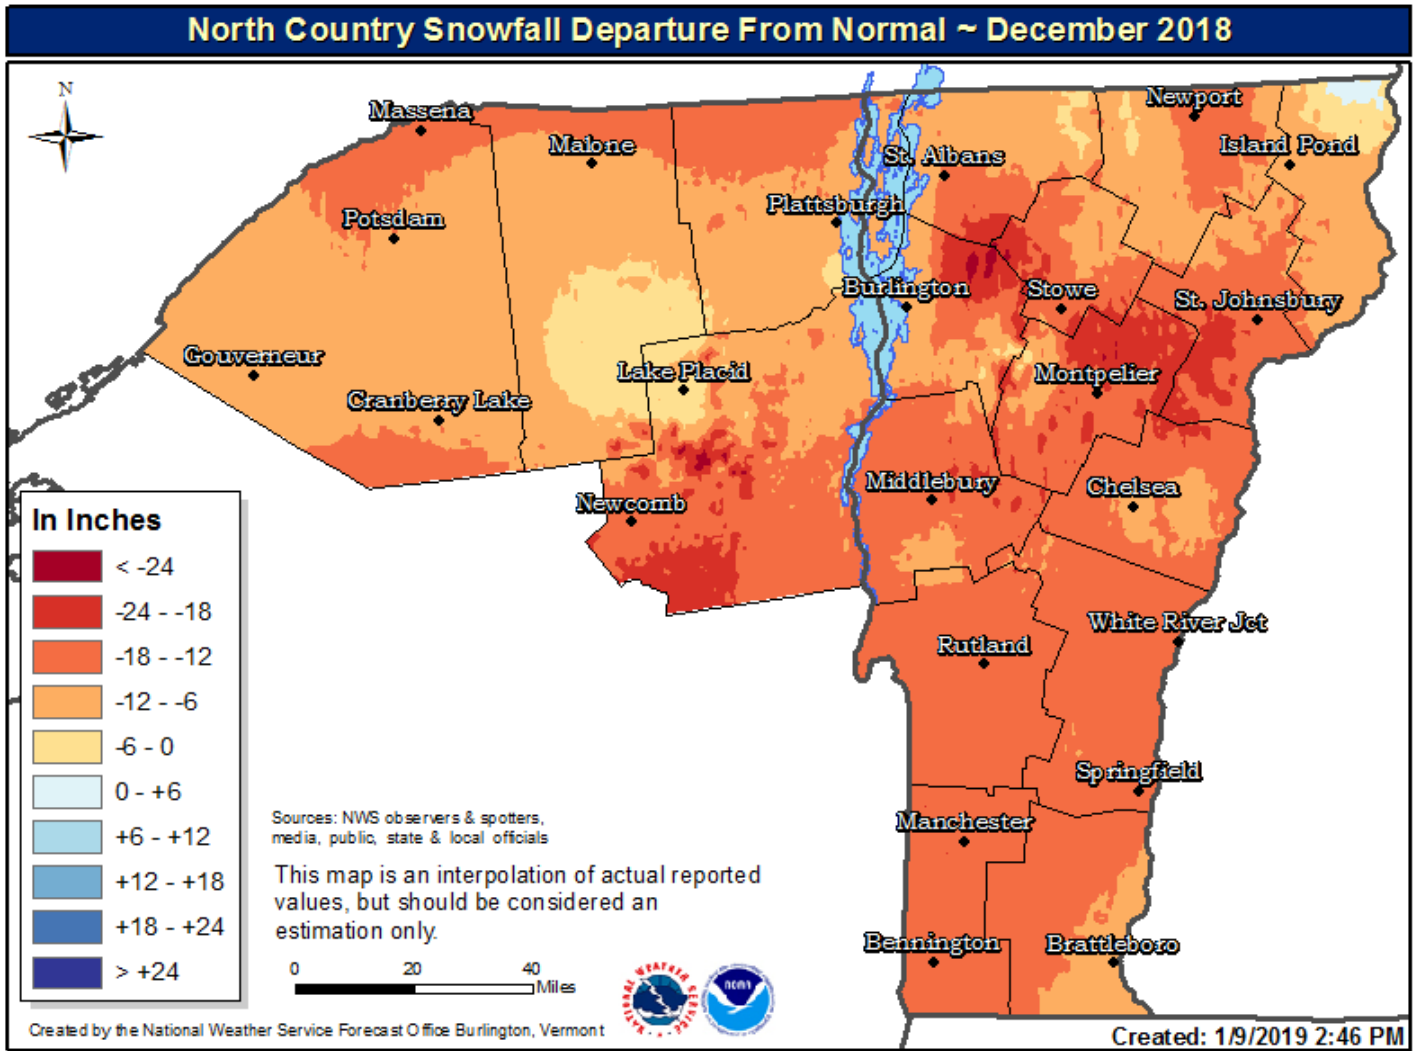 North Country Snowfall Departure From Normal ~ December 2018
N
Massena
Malone
Newport
St. Albans
Island Pond
Potsdam
Plattsburgh
Burlington
Stowe
St. Johnsbury
Gouverneur
Lake Placid
Montpelier
Cranberry Lake
Middlebury
Chelsea
Newcomb
White River Jct
Rutland
Springfield
Manchester
Bennington
Brattleboro
In Inches
< -24
-24 - -18
-18 - -12
-12 - -6
-6 - 0
0 - +6
+6 - +12
+12 - +18
+18 - +24
> +24
Sources: NWS observers & spotters,
media, public, state & local officials
This map is an interpolation of actual reported
values, but should be considered an
estimation only.
0 20 40
Miles
NATIONAL WEATHER SERVICE
noaa
Created by the National Weather Service Forecast Office Burlington, Vermont
Created: 1/9/2019 2:46 PM